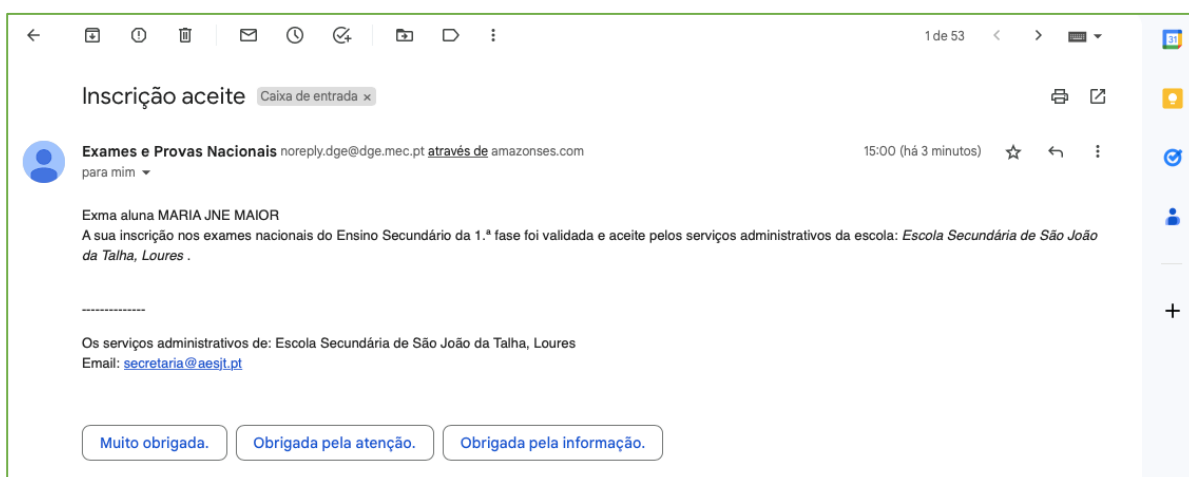 1 de 53
31
Inscrição aceite Caixa de entrada ×
Exames e Provas Nacionais noreply.dge@dge.mec.pt através de amazonses.com
15:00 (há 3 minutos)
para mim
Exma aluna MARIA JNE MAIOR
A sua inscrição nos exames nacionais do Ensino Secundário da 1.ª fase foi validada e aceite pelos serviços administrativos da escola: Escola Secundária de São João
da Talha, Loures .
--------------
Os serviços administrativos de: Escola Secundária de São João da Talha, Loures
Email: secretaria@aesjt.pt
Muito obrigada. Obrigada pela atenção. Obrigada pela informação.